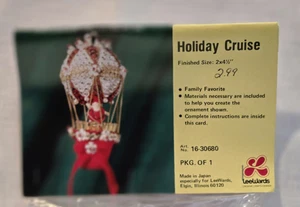 Holiday Cruise
Finished Size: 2x4½"
2.99
• Family Favorite
• Materials necessary are included
to help you create the
ornament shown.
• Complete instructions are inside
this card.
Art.
No. 16-30680
PKG. OF 1
Made in Japan
especially for LeeWards,
Elgin, Illinois 60120
LeeWards